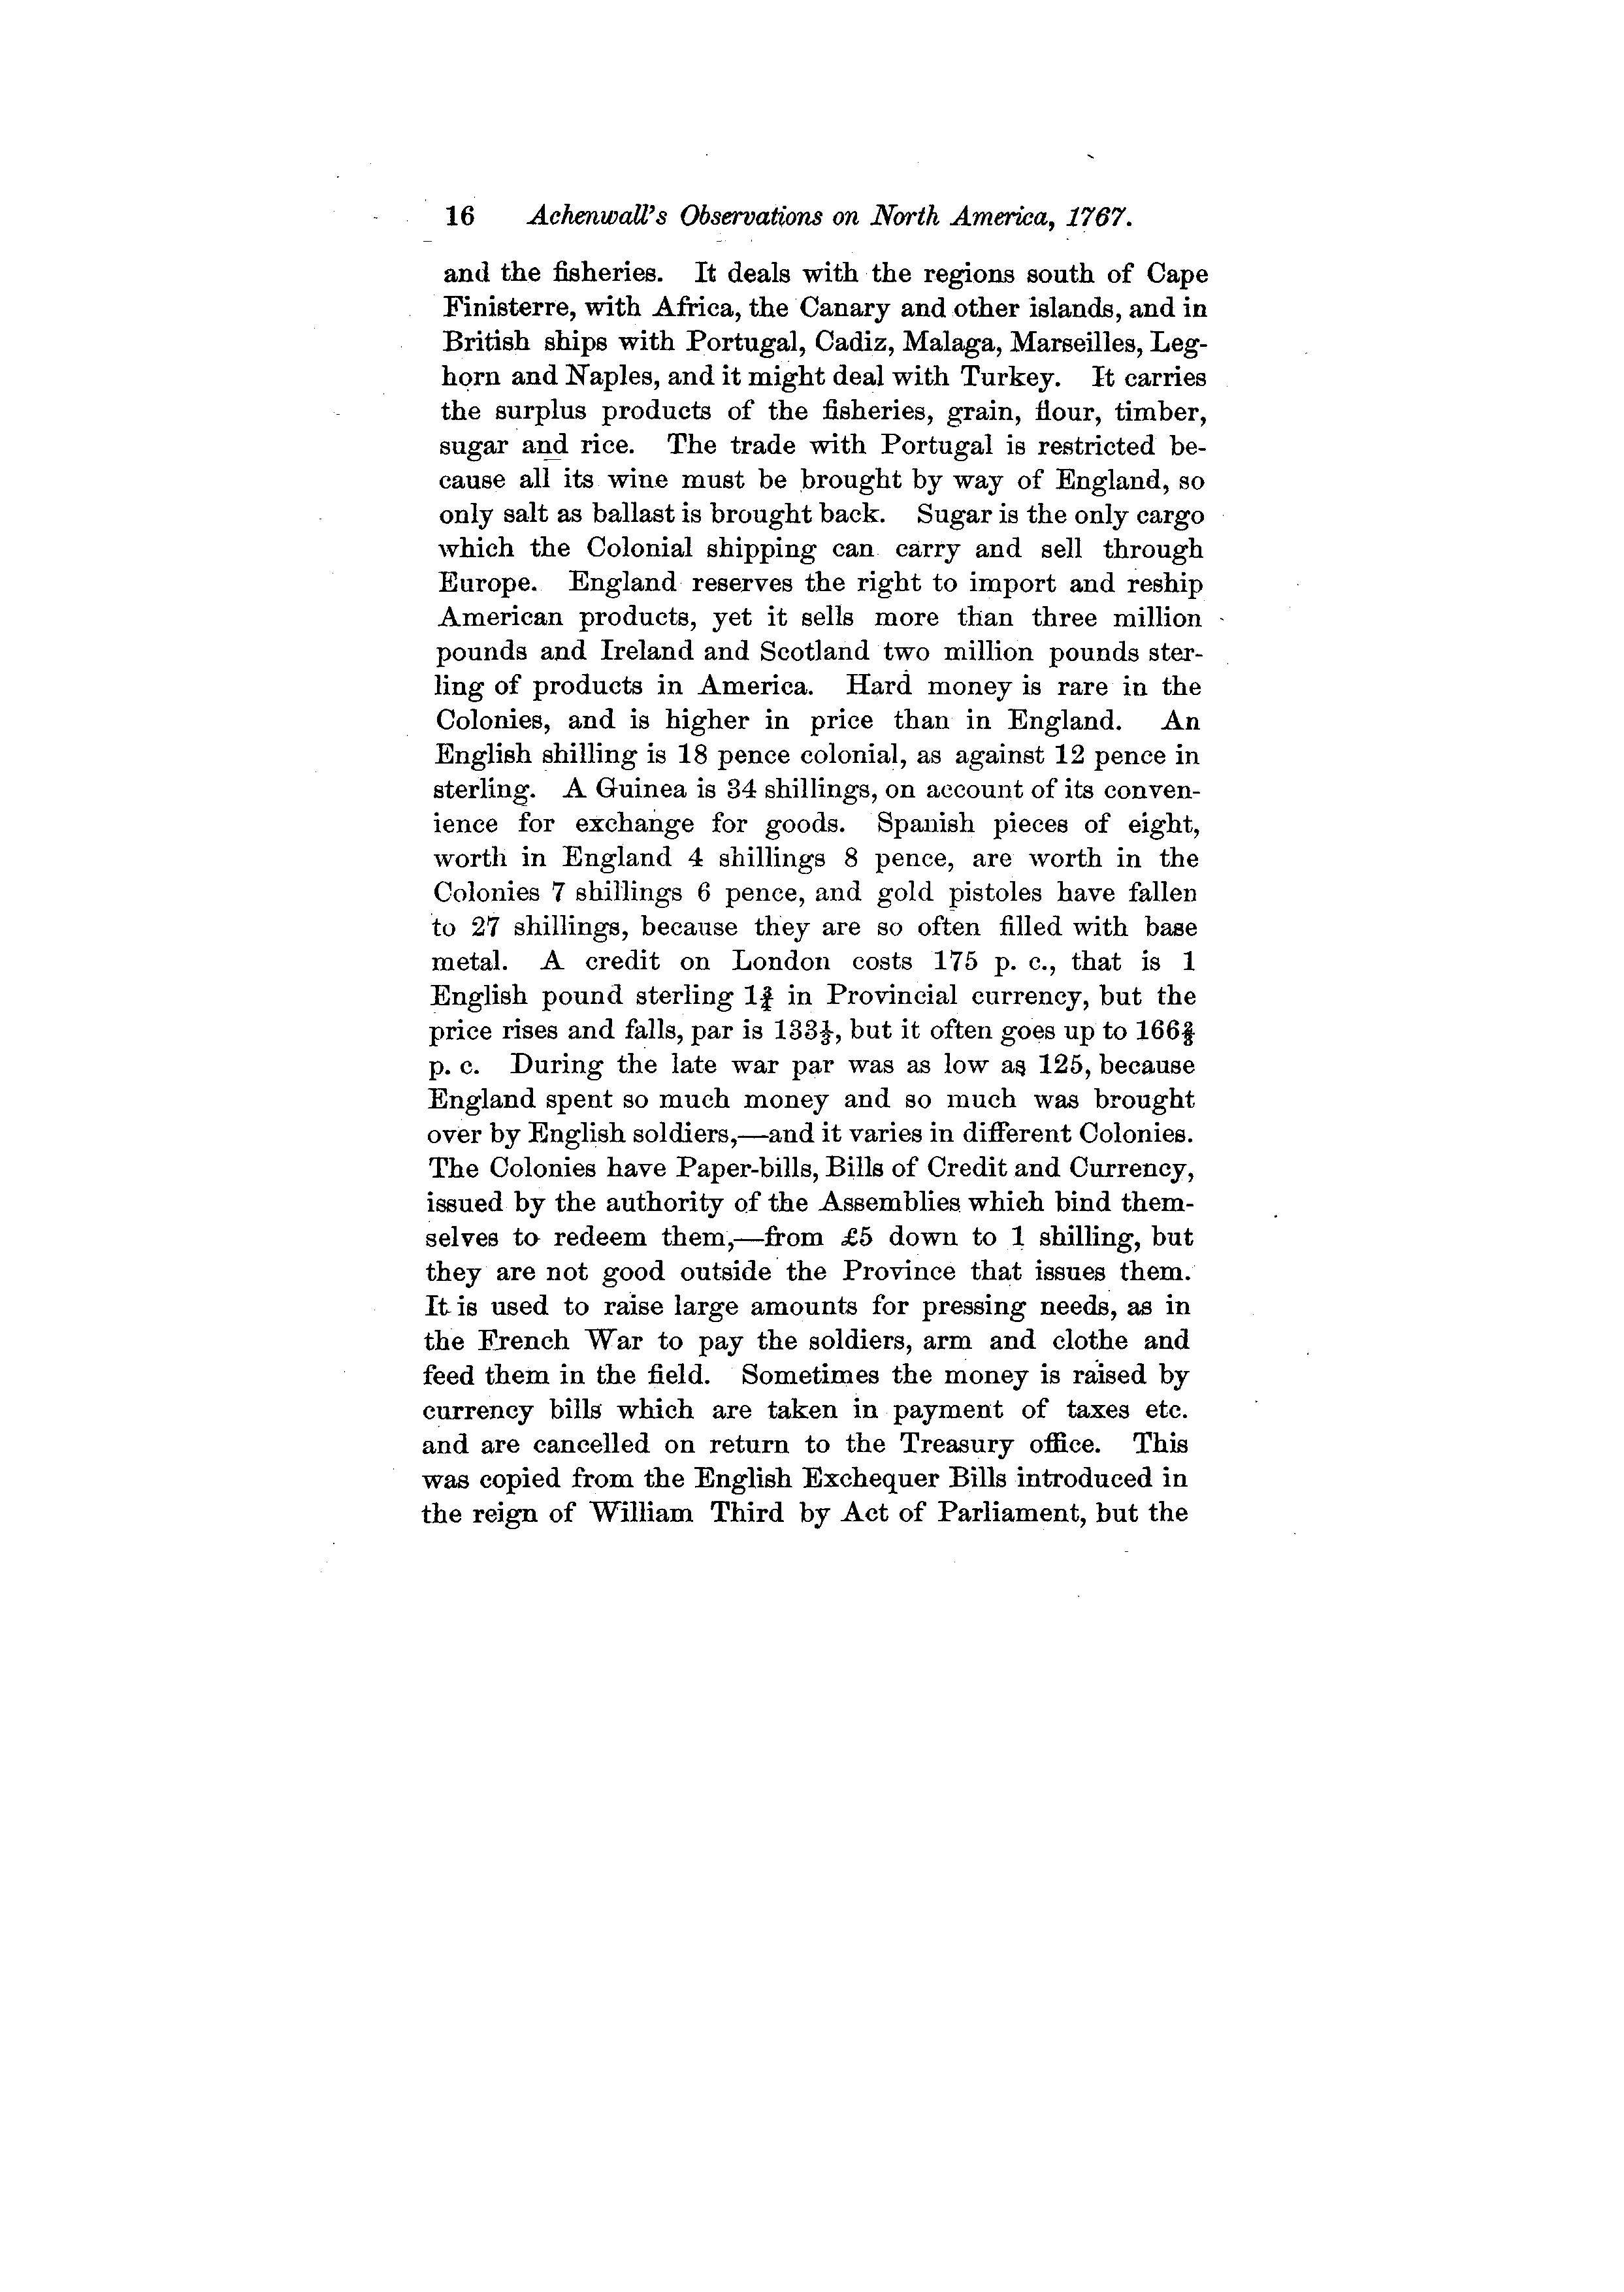 16 Achenwall's Observations on North America, 1767.
and the fisheries. It deals with the regions south of Cape
Finisterre, with Africa, the Canary and other islands, and in
British ships with Portugal, Cadiz, Malaga, Marseilles, Leg-
horn and Naples, and it might deal with Turkey. It carries
the surplus products of the fisheries, grain, flour, timber,
sugar and rice. The trade with Portugal is restricted be-
cause all its wine must be brought by way of England, so
only salt as ballast is brought back. Sugar is the only cargo
which the Colonial shipping can carry and sell through
Europe. England reserves the right to import and reship
American products, yet it sells more than three million
pounds and Ireland and Scotland two million pounds ster-
ling of products in America. Hard money is rare in the
Colonies, and is higher in price than in England. An
English shilling is 18 pence colonial, as against 12 pence in
sterling. A Guinea is 34 shillings, on account of its conven-
ience for exchange for goods. Spanish pieces of eight,
worth in England 4 shillings 8 pence, are worth in the
Colonies 7 shillings 6 pence, and gold pistoles have fallen
to 27 shillings, because they are so often filled with base
metal. A credit on London costs 175 p. c., that is 1
English pound sterling 1¾ in Provincial currency, but the
price rises and falls, par is 133⅓, but it often goes up to 166⅔
p. c. During the late war par was as low as 125, because
England spent so much money and so much was brought
over by English soldiers,—and it varies in different Colonies.
The Colonies have Paper-bills, Bills of Credit and Currency,
issued by the authority of the Assemblies which bind them-
selves to redeem them,—from £5 down to 1 shilling, but
they are not good outside the Province that issues them.
It is used to raise large amounts for pressing needs, as in
the French War to pay the soldiers, arm and clothe and
feed them in the field. Sometimes the money is raised by
currency bills which are taken in payment of taxes etc.
and are cancelled on return to the Treasury office. This
was copied from the English Exchequer Bills introduced in
the reign of William Third by Act of Parliament, but the